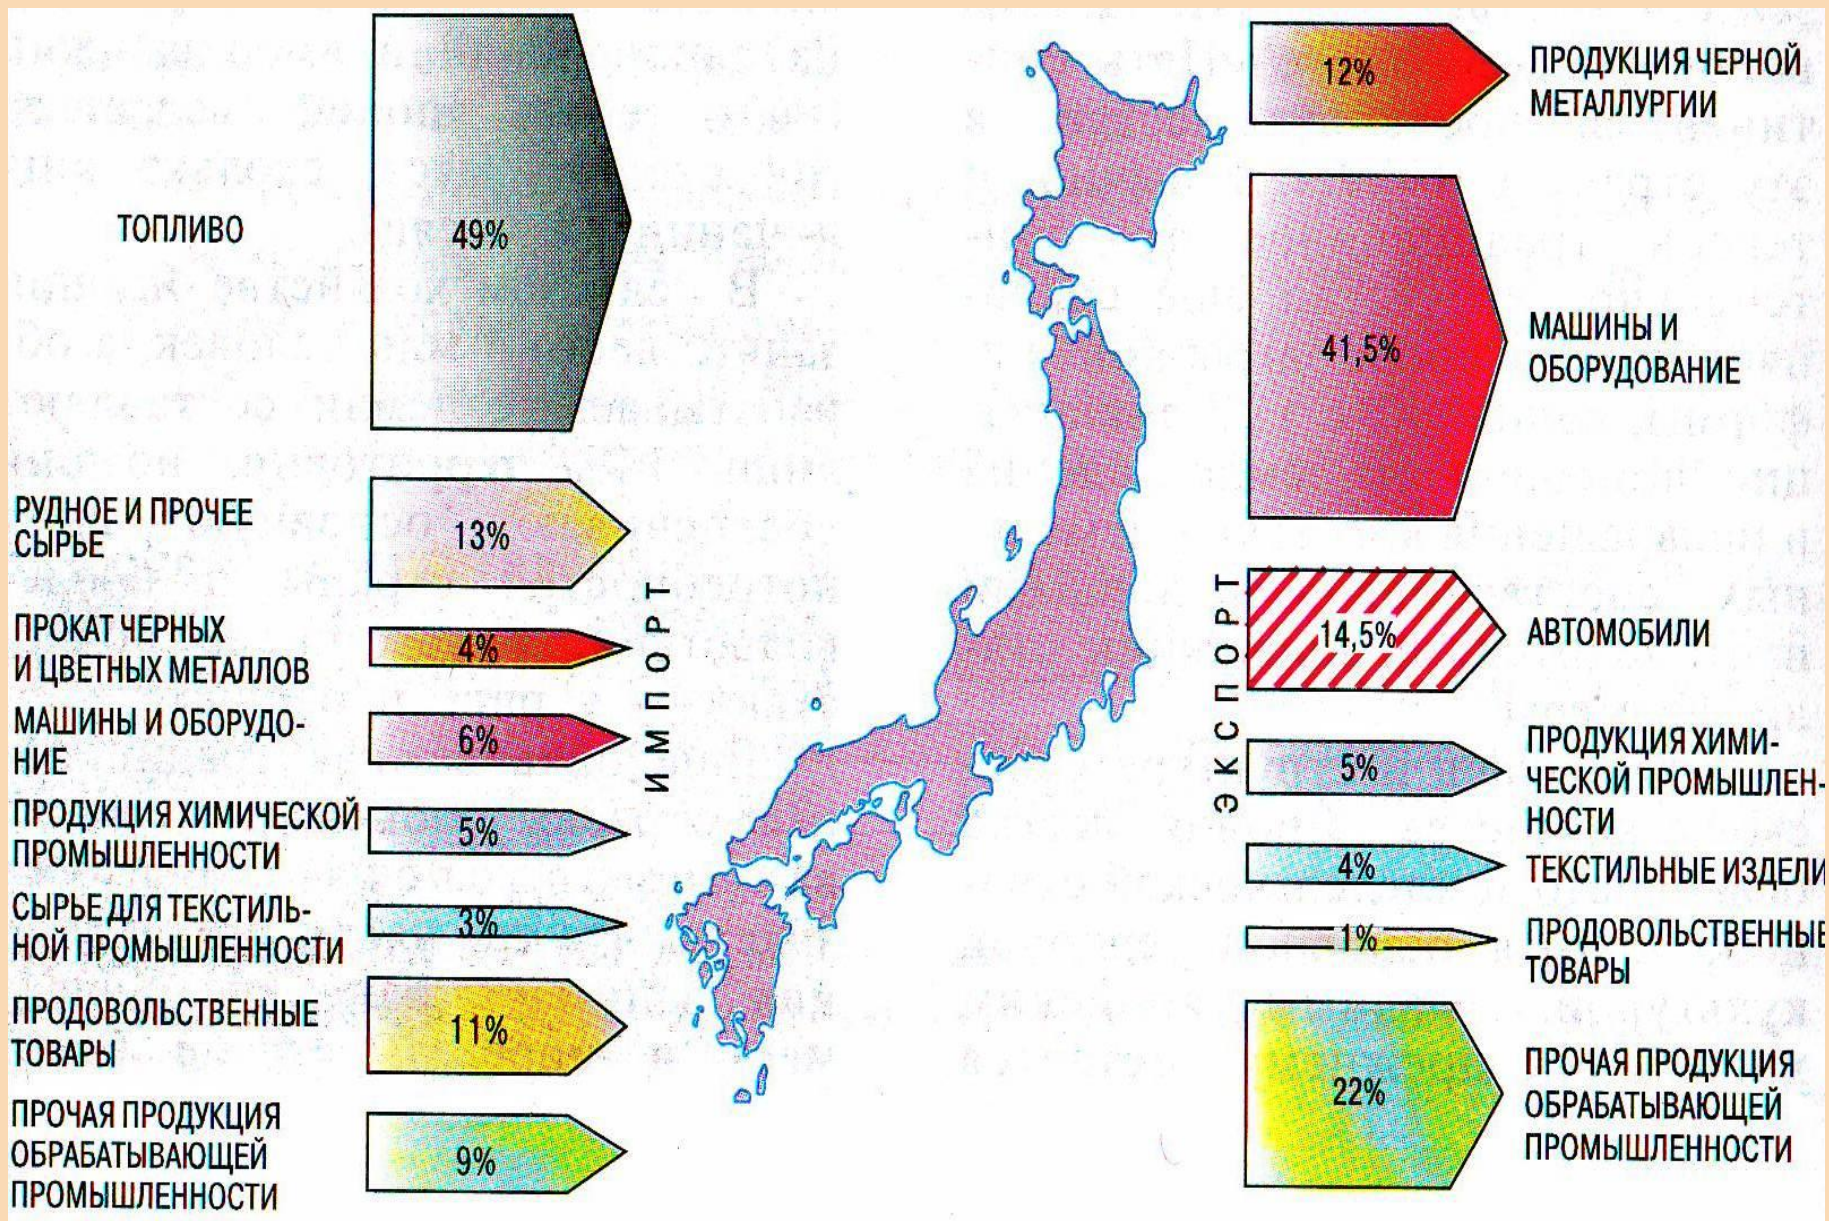 ТОПЛИВО
49%
РУДНОЕ И ПРОЧЕЕ
СЫРЬЕ
13%
ПРОКАТ ЧЕРНЫХ
И ЦВЕТНЫХ МЕТАЛЛОВ
4%
МАШИНЫ И ОБОРУДО-
НИЕ
6%
ПРОДУКЦИЯ ХИМИЧЕСКОЙ
ПРОМЫШЛЕННОСТИ
5%
СЫРЬЕ ДЛЯ ТЕКСТИЛЬ-
НОЙ ПРОМЫШЛЕННОСТИ
3%
ПРОДОВОЛЬСТВЕННЫЕ
ТОВАРЫ
11%
ПРОЧАЯ ПРОДУКЦИЯ
ОБРАБАТЫВАЮЩЕЙ
ПРОМЫШЛЕННОСТИ
9%
ИМПОРТ
ЭКСПОРТ
12%
ПРОДУКЦИЯ ЧЕРНОЙ
МЕТАЛЛУРГИИ
41,5%
МАШИНЫ И
ОБОРУДОВАНИЕ
14,5%
АВТОМОБИЛИ
5%
ПРОДУКЦИЯ ХИМИ-
ЧЕСКОЙ ПРОМЫШЛЕН-
НОСТИ
4%
ТЕКСТИЛЬНЫЕ ИЗДЕЛИ
1%
ПРОДОВОЛЬСТВЕННЫЕ
ТОВАРЫ
22%
ПРОЧАЯ ПРОДУКЦИЯ
ОБРАБАТЫВАЮЩЕЙ
ПРОМЫШЛЕННОСТИ